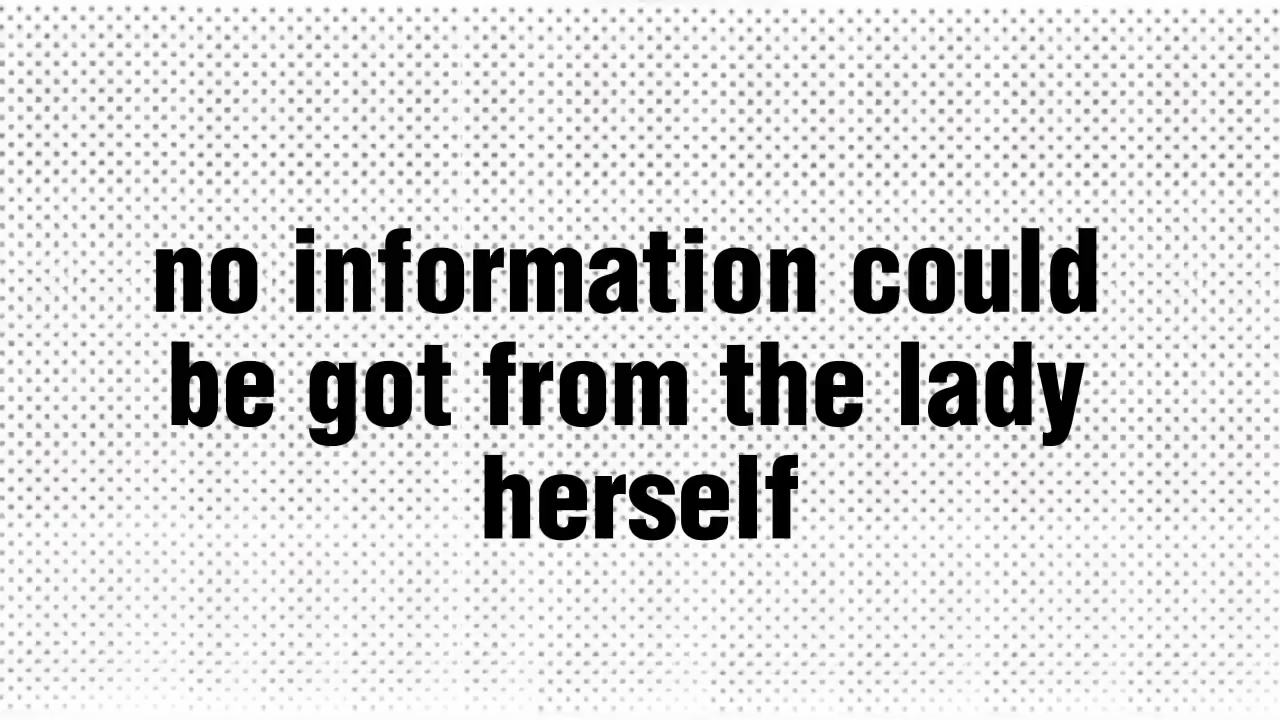 no information could
be got from the lady
herself